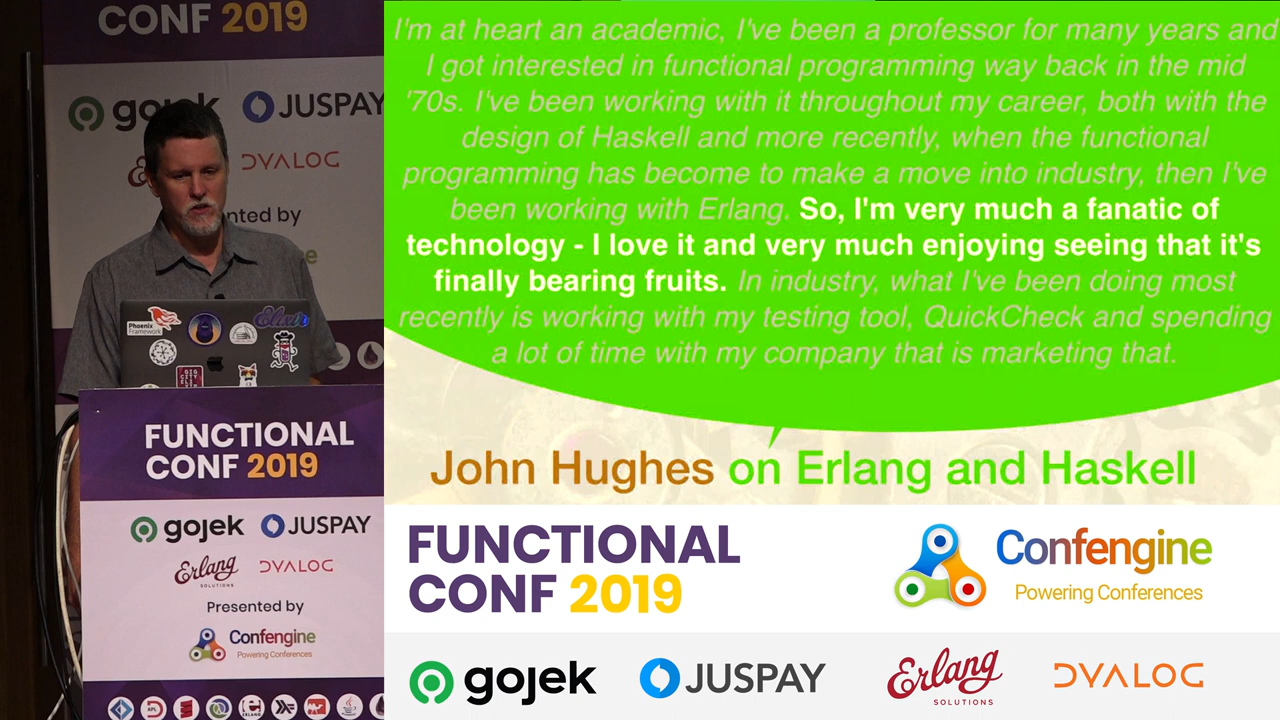 CONF 2019
gojek
JUSPAY
DYALOG
nted by
Phoenix
Framework
Elixir
FUNCTIONAL
CONF 2019
gojek
JUSPAY
Erlang
SOLUTIONS
DYALOG
Presented by
Confengine
Powering Conferences
I'm at heart an academic, I've been a professor for many years and
I got interested in functional programming way back in the mid
'70s. I've been working with it throughout my career, both with the
design of Haskell and more recently, when the functional
programming has become to make a move into industry, then I've
been working with Erlang. So, I'm very much a fanatic of
technology - I love it and very much enjoying seeing that it's
finally bearing fruits. In industry, what I've been doing most
recently is working with my testing tool, QuickCheck and spending
a lot of time with my company that is marketing that.
John Hughes on Erlang and Haskell
FUNCTIONAL
CONF 2019
Confengine
Powering Conferences
gojek
JUSPAY
Erlang
SOLUTIONS
DYALOG